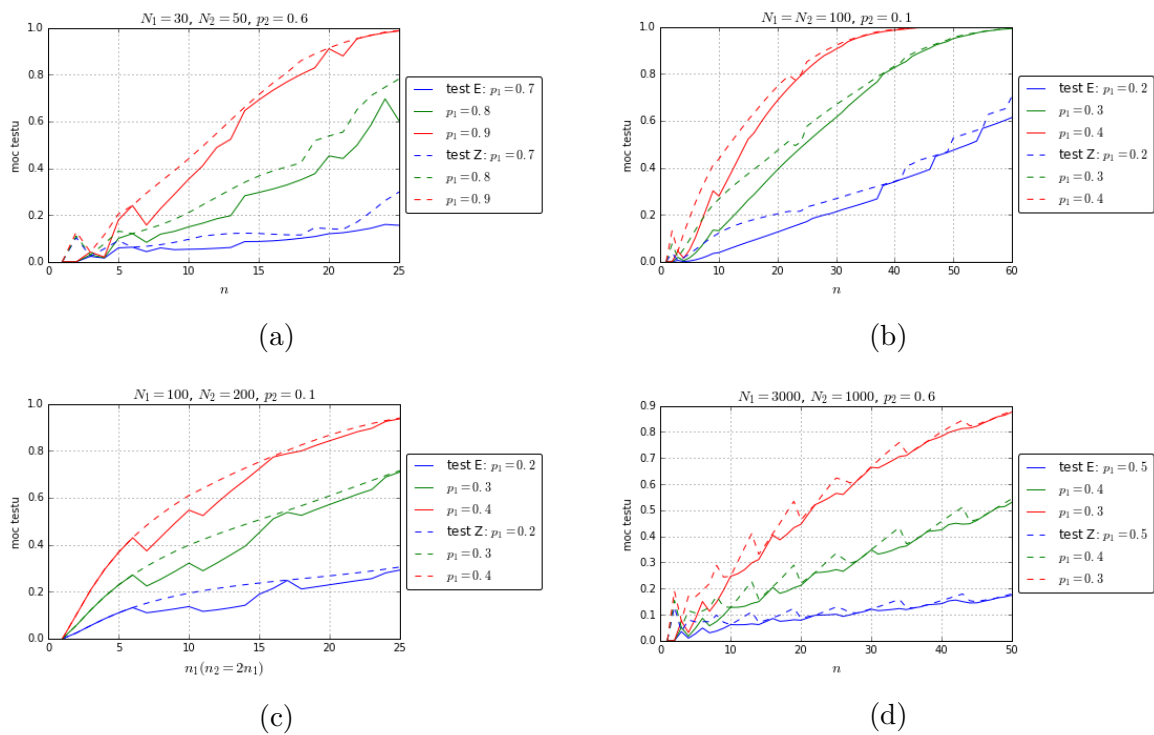 N₁ = 30, N₂ = 50, p₂ = 0.6
1.0
0.8
0.6
0.4
0.2
0.0
moc testu
0 5 10 15 20 25
n
test E: p₁ = 0.7
p₁ = 0.8
p₁ = 0.9
test Z: p₁ = 0.7
p₁ = 0.8
p₁ = 0.9
(a)
N₁ = N₂ = 100, p₂ = 0.1
1.0
0.8
0.6
0.4
0.2
0.0
moc testu
0 10 20 30 40 50 60
n
test E: p₁ = 0.2
p₁ = 0.3
p₁ = 0.4
test Z: p₁ = 0.2
p₁ = 0.3
p₁ = 0.4
(b)
N₁ = 100, N₂ = 200, p₂ = 0.1
1.0
0.8
0.6
0.4
0.2
0.0
moc testu
0 5 10 15 20 25
n₁(n₂ = 2n₁)
test E: p₁ = 0.2
p₁ = 0.3
p₁ = 0.4
test Z: p₁ = 0.2
p₁ = 0.3
p₁ = 0.4
(c)
N₁ = 3000, N₂ = 1000, p₂ = 0.6
0.9
0.8
0.7
0.6
0.5
0.4
0.3
0.2
0.1
0.0
moc testu
0 10 20 30 40 50
n
test E: p₁ = 0.5
p₁ = 0.4
p₁ = 0.3
test Z: p₁ = 0.5
p₁ = 0.4
p₁ = 0.3
(d)